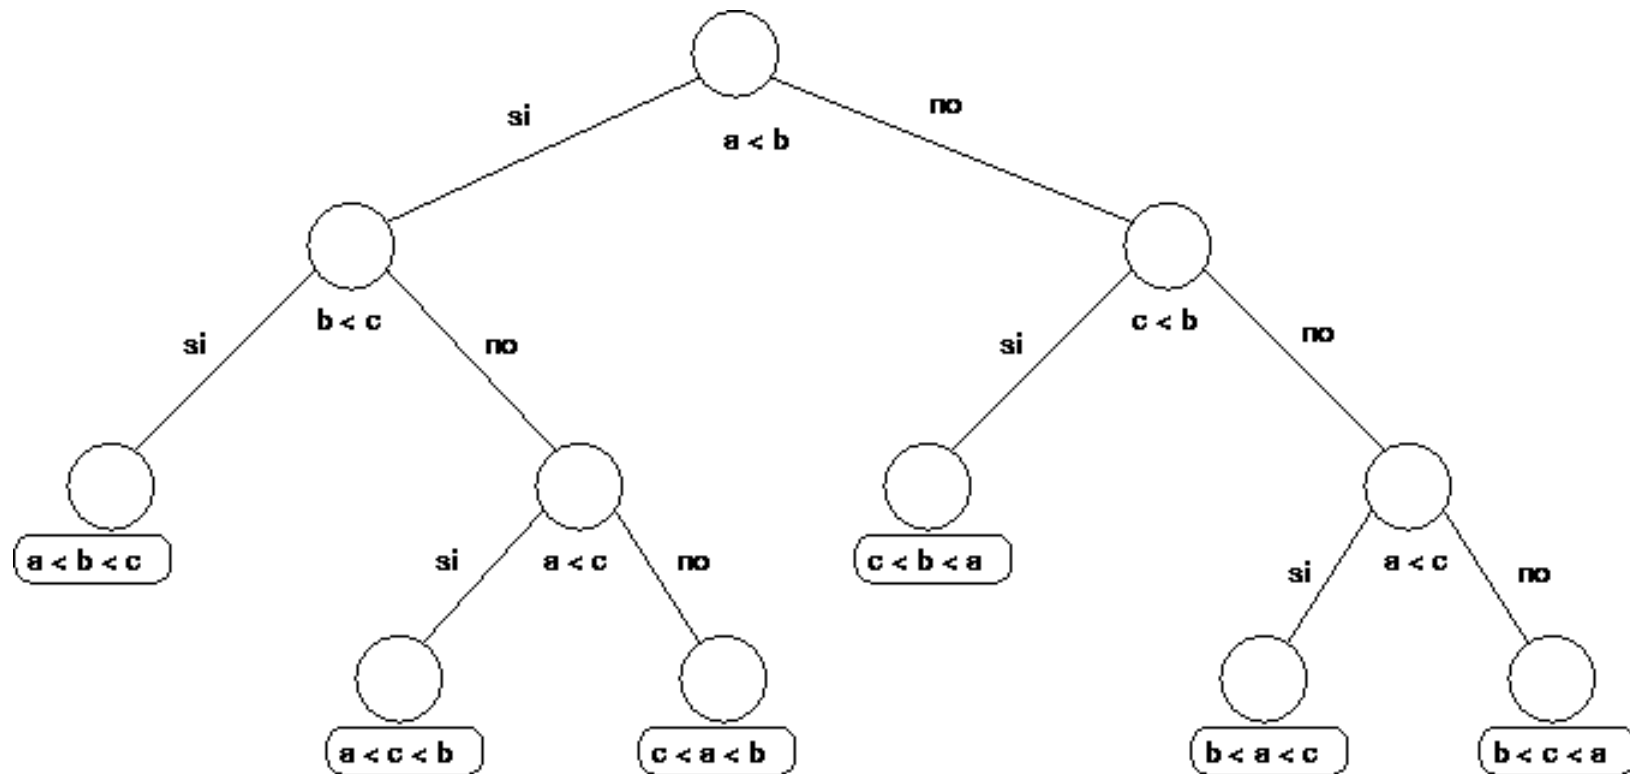 si
no
a < b
si
b < c
no
si
c < b
no
a < b < c
si
a < c
no
c < b < a
si
a < c
no
a < c < b
c < a < b
b < a < c
b < c < a